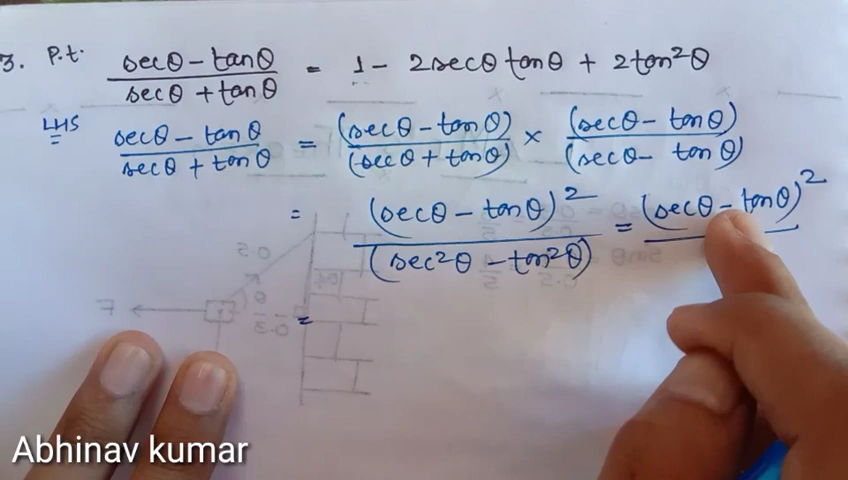 3. P.t. secθ - tanθ / secθ + tanθ = 1 - 2secθ tanθ + 2tan²θ
LHS secθ - tanθ / secθ + tanθ = (secθ - tanθ) / (secθ + tanθ) × (secθ - tanθ) / (secθ - tanθ)
= (secθ - tanθ)² / (sec²θ - tan²θ) = (secθ - tanθ)²
=
Abhinav kumar